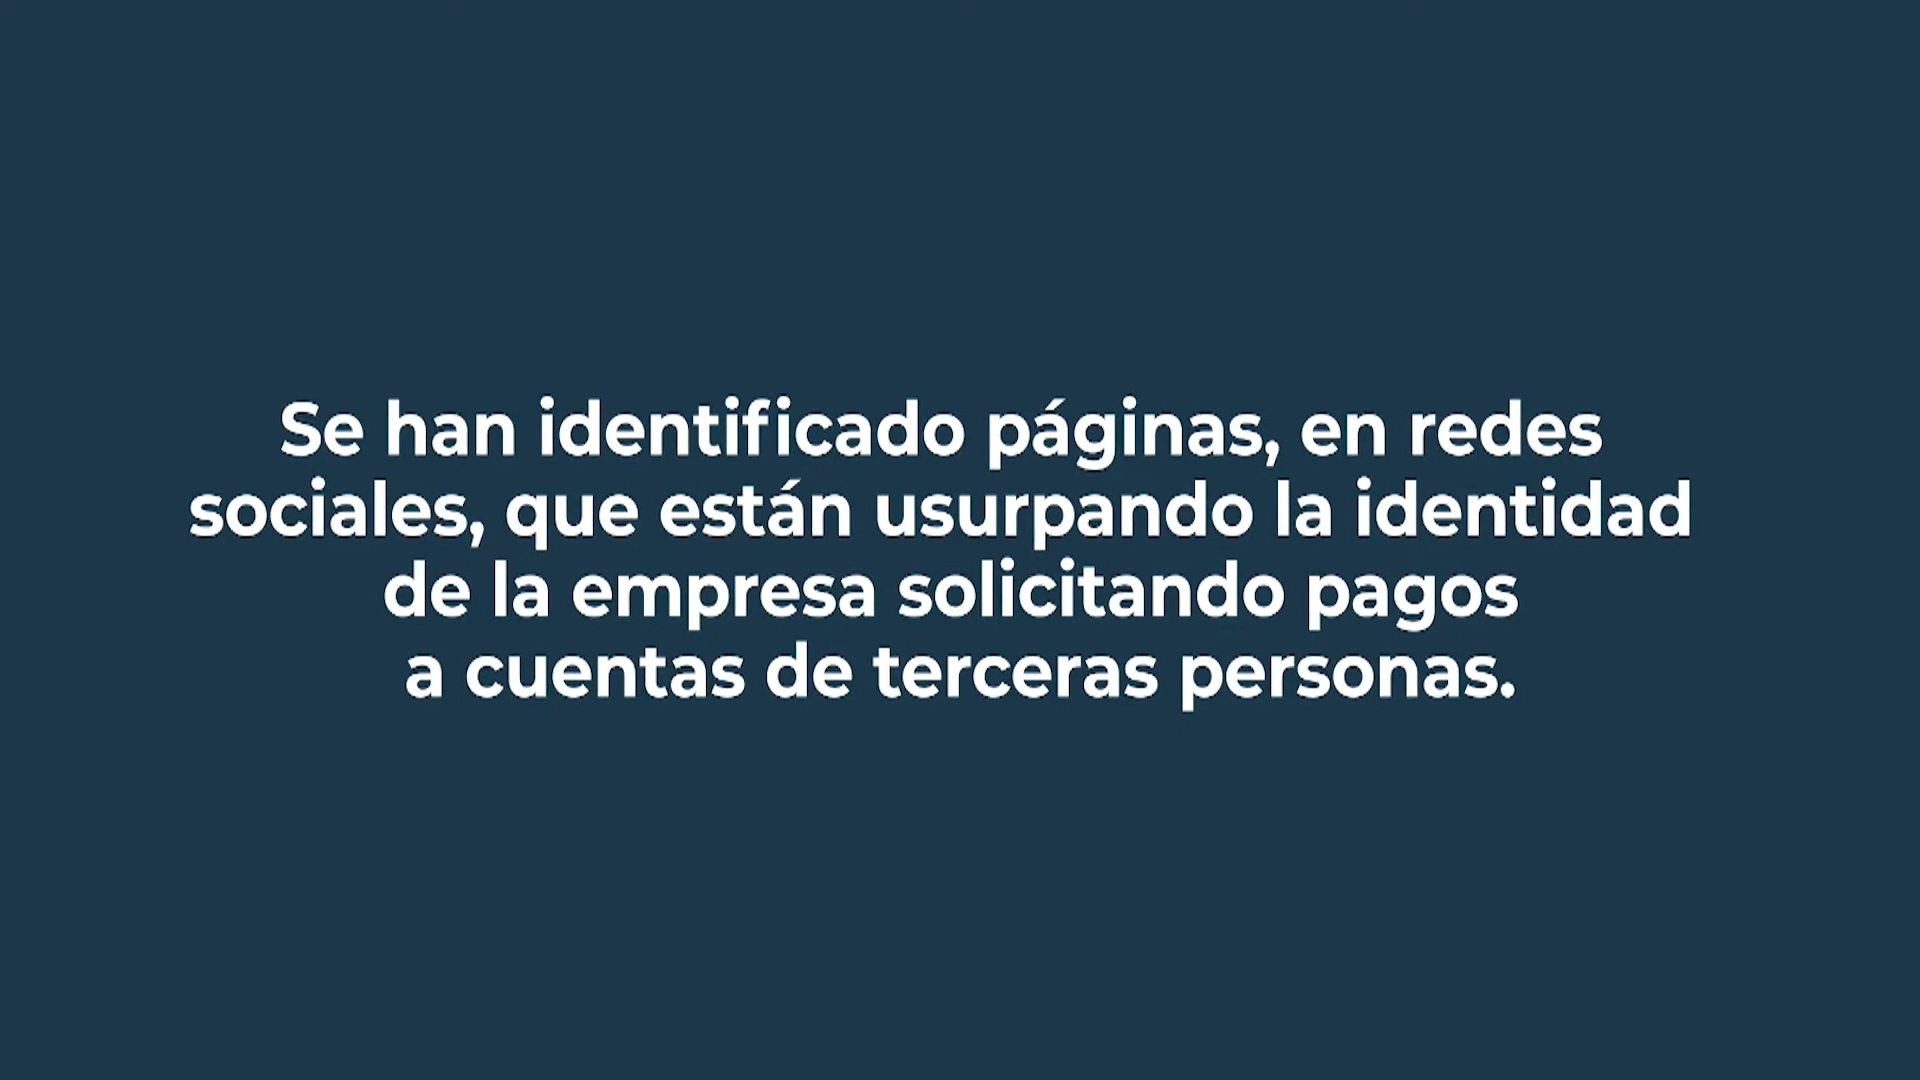 Se han identificado páginas, en redes
sociales, que están usurpando la identidad
de la empresa solicitando pagos
a cuentas de terceras personas.